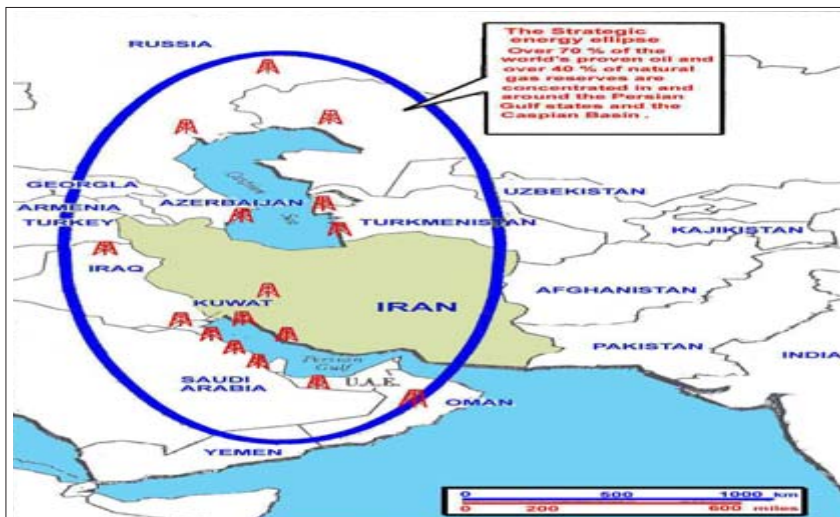 The Strategic
energy ellipse
Over 70 % of the
world's proven oil and
over 40 % of natural
gas reserves are
concentrated in and
around the Persian
Gulf states and the
Caspian Basin .
RUSSIA
GEORGLA
ARMENIA
TURKEY
Caspian
AZERBAIJAN
UZBEKISTAN
TURKMENISTAN
KAJIKISTAN
IRAQ
KUWAT
IRAN
AFGHANISTAN
PAKISTAN
INDIA
Persian
Gulf
SAUDI
ARABIA
U.A.E.
OMAN
YEMEN
0 500 1000 km
0 200 600 miles